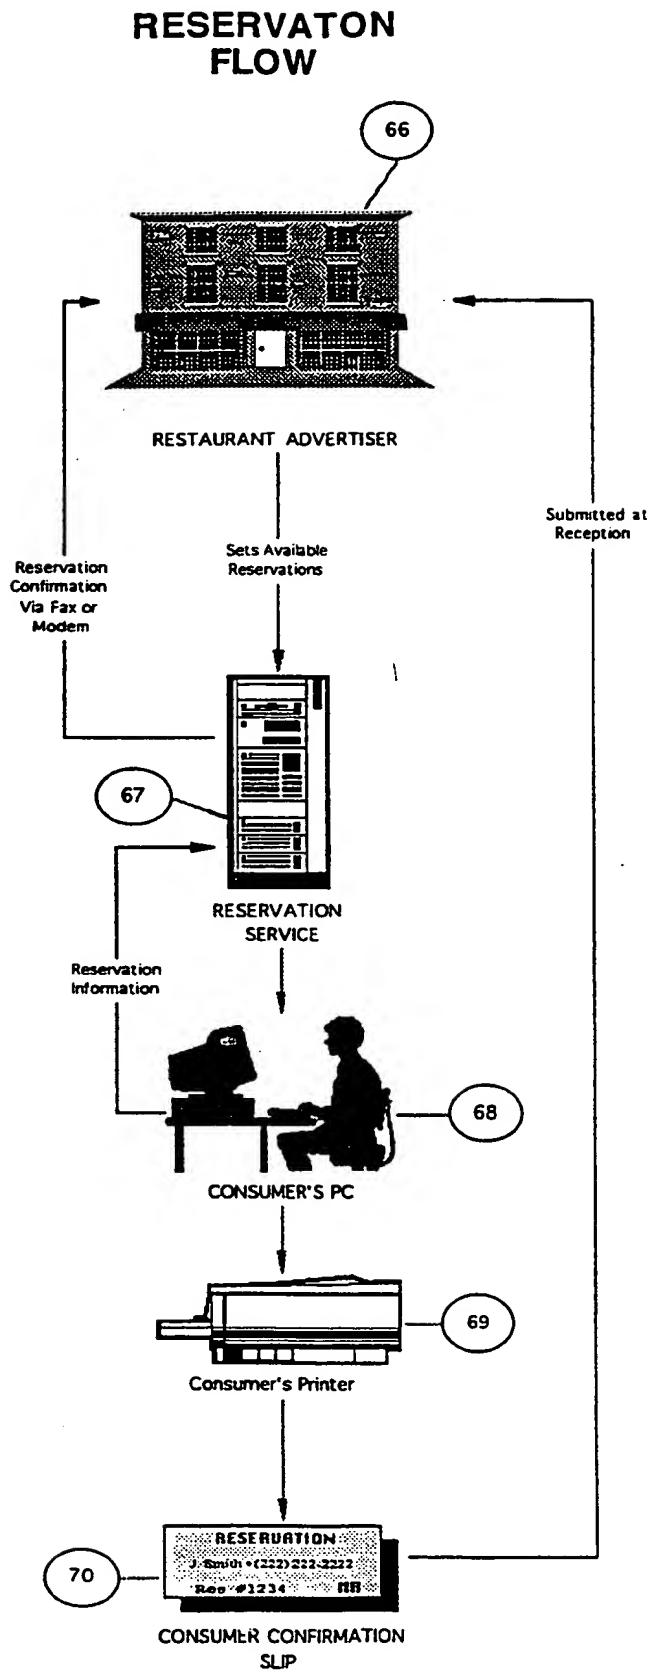 RESERVATON
FLOW
66
RESTAURANT ADVERTISER
Submitted at
Reception
Sets Available
Reservations
Reservation
Confirmation
Via Fax or
Modem
67
RESERVATION
SERVICE
Reservation
Information
68
CONSUMER'S PC
69
Consumer's Printer
RESERVATION
J. Smith • (222) 222-2222
Res #1234
70
CONSUMER CONFIRMATION
SLIP